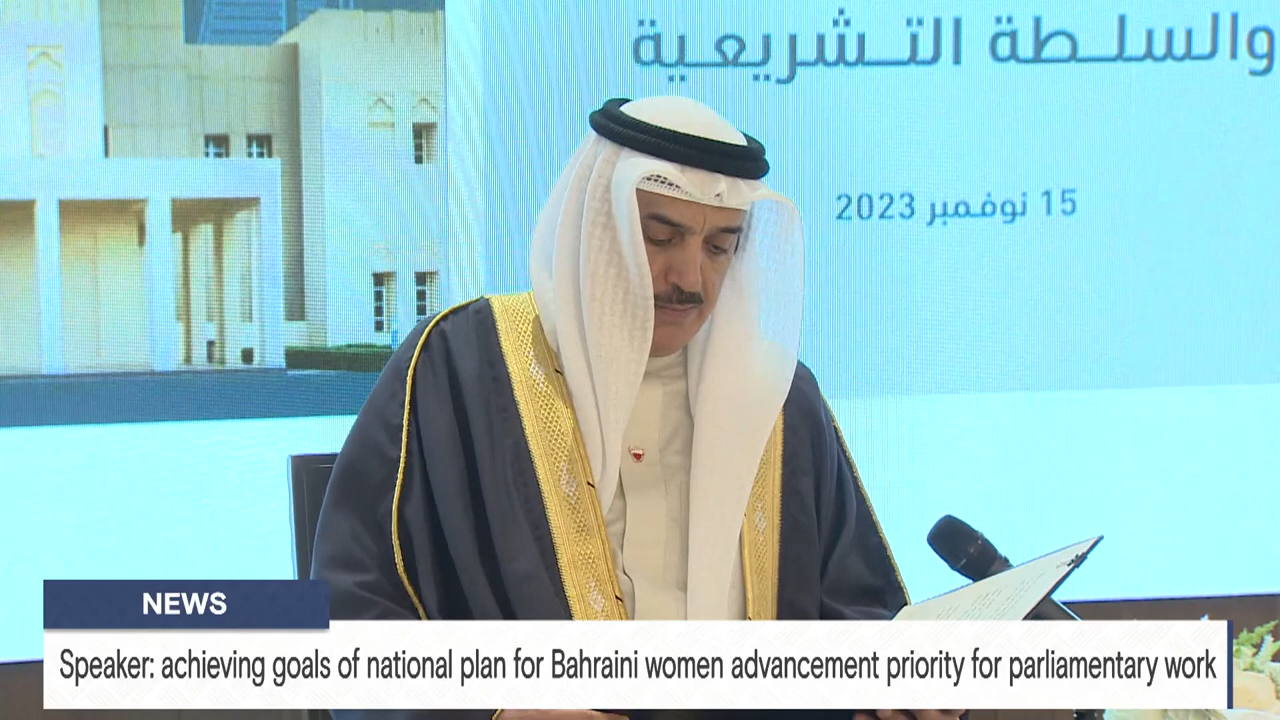 والسلطة التشريعية
15 نوفمبر 2023
NEWS
Speaker: achieving goals of national plan for Bahraini women advancement priority for parliamentary work